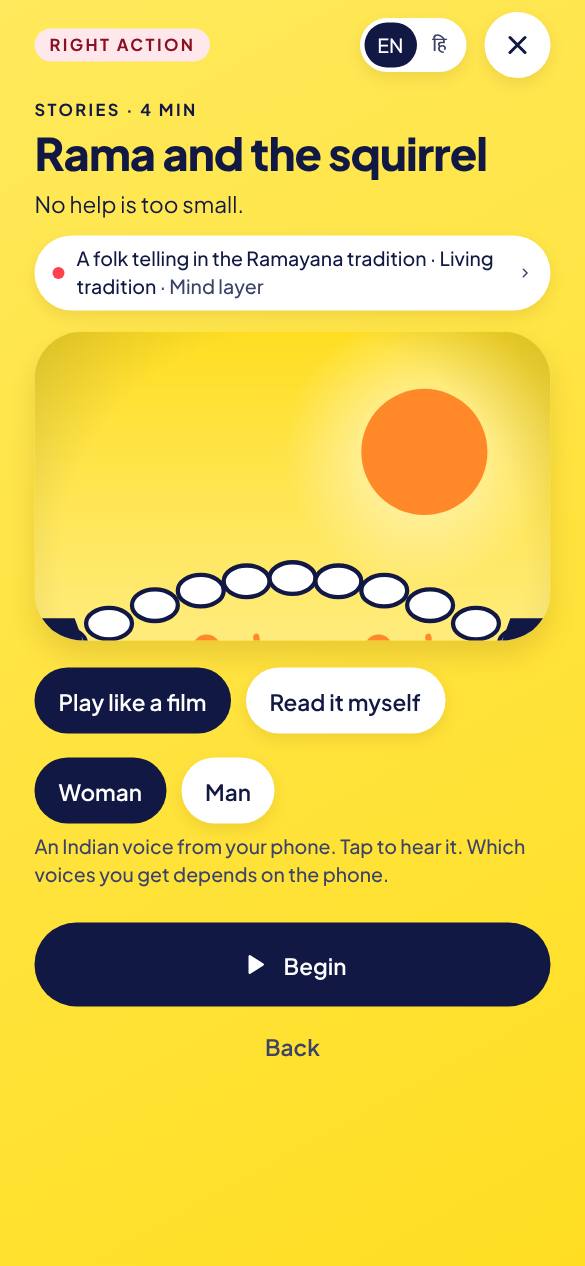 RIGHT ACTION
EN हि
STORIES · 4 MIN
Rama and the squirrel
No help is too small.
A folk telling in the Ramayana tradition · Living
tradition · Mind layer
Play like a film Read it myself
Woman Man
An Indian voice from your phone. Tap to hear it. Which
voices you get depends on the phone.
Begin
Back